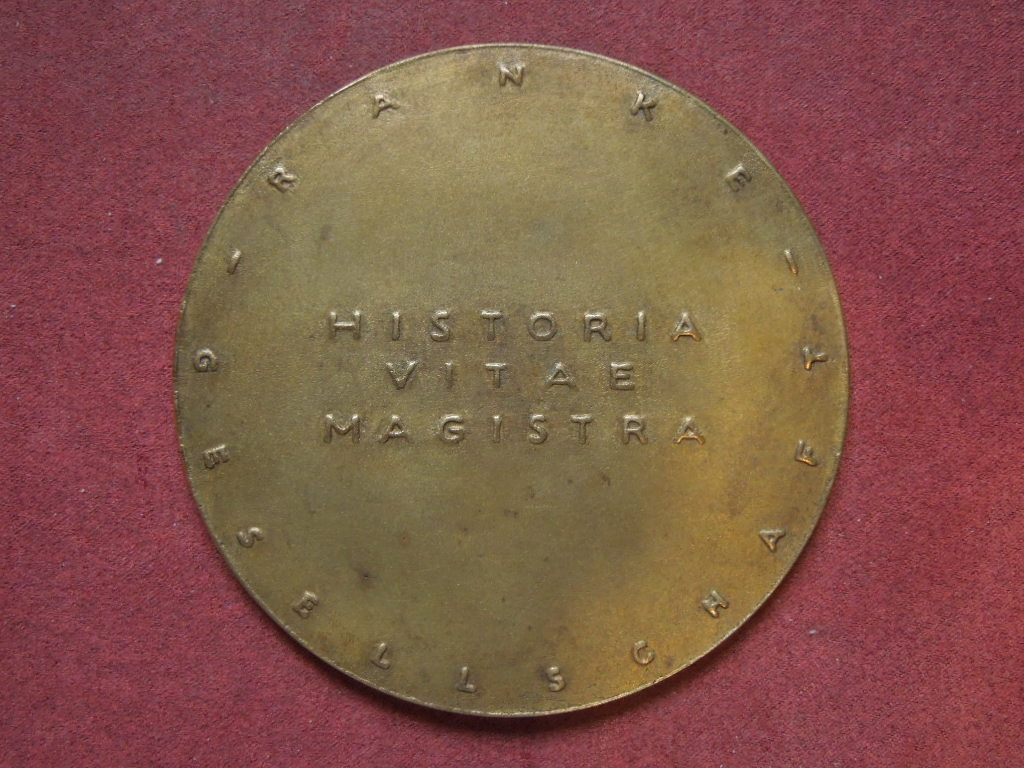 RANKE - GESELLSCHAFT -
HISTORIA
VITAE
MAGISTRA